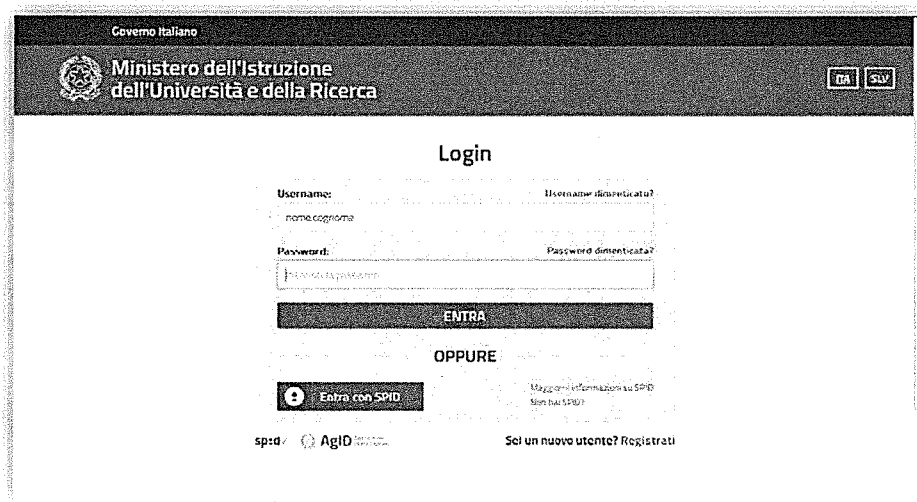 Governo Italiano
Ministero dell'Istruzione
dell'Università e della Ricerca
ITA SLV
Login
Username: Username dimenticato?
nome.cognome
Password: Password dimenticata?
ENTRA
OPPURE
Entra con SPID
Maggiori informazioni su SPID
Non hai SPID?
spid AgID
Sei un nuovo utente? Registrati